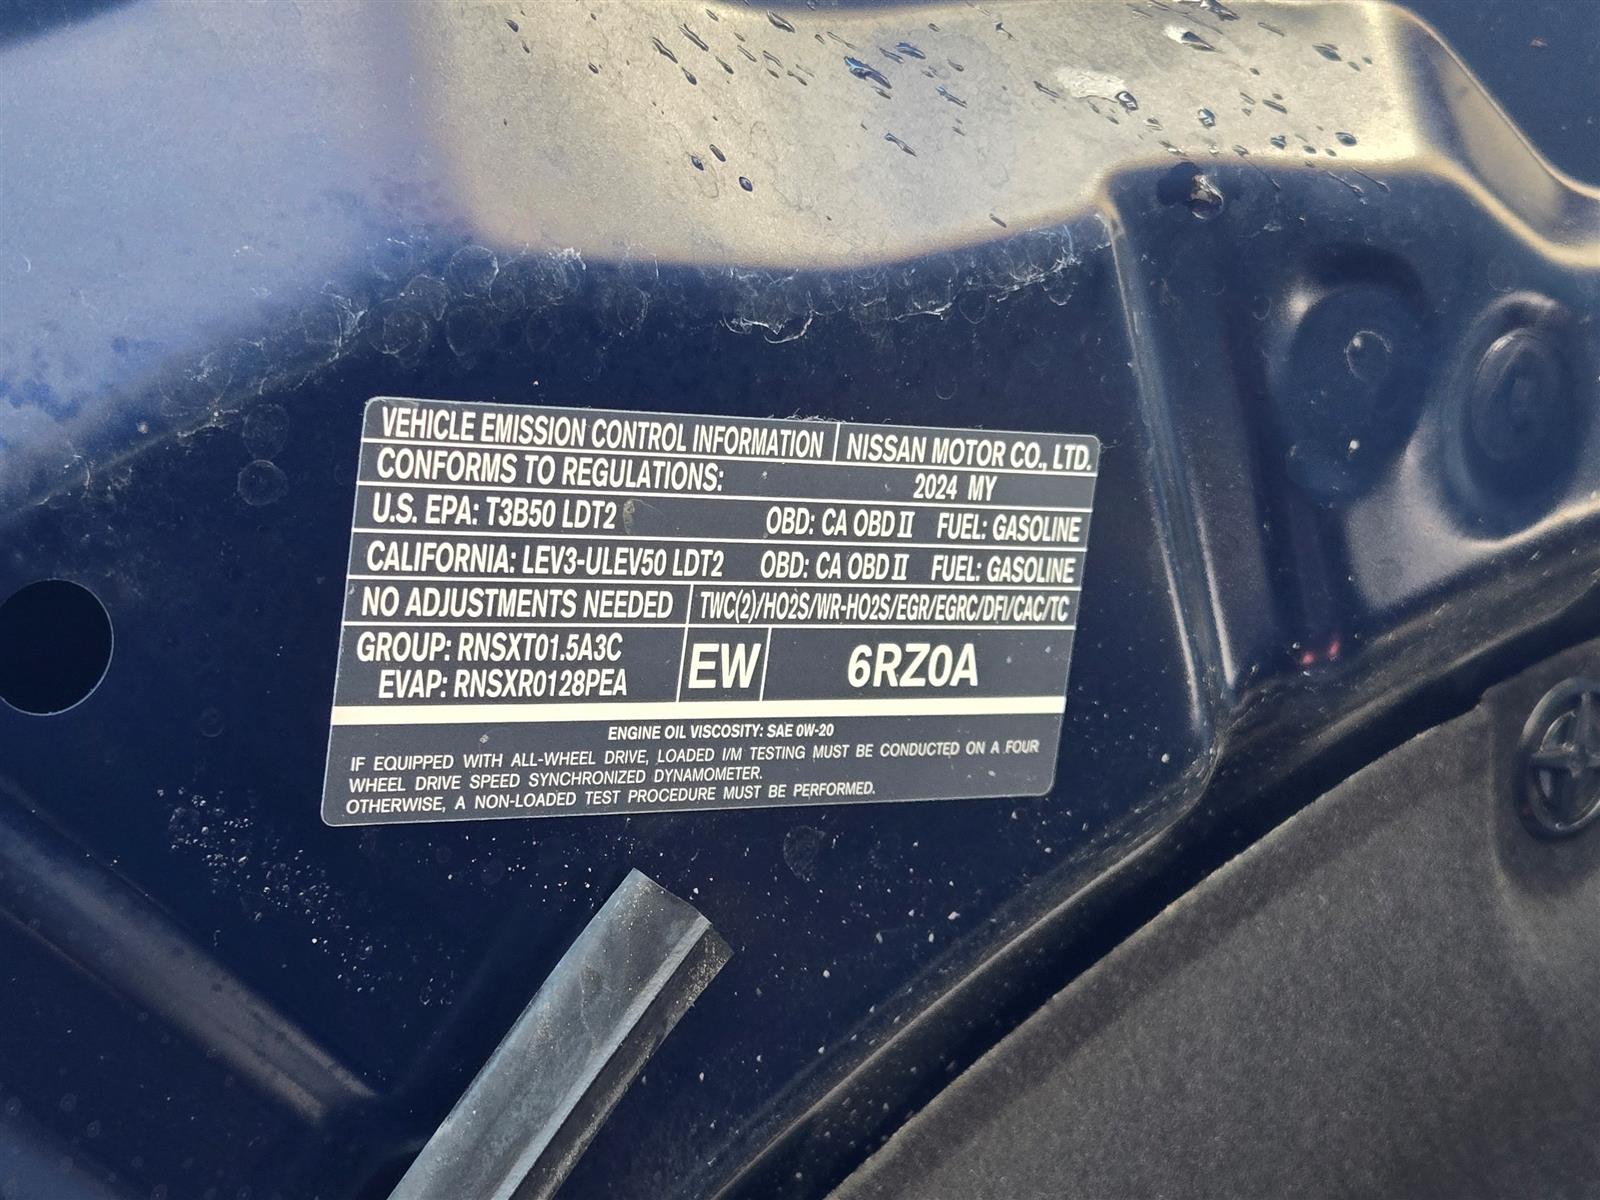 VEHICLE EMISSION CONTROL INFORMATION NISSAN MOTOR CO., LTD.
CONFORMS TO REGULATIONS: 2024 MY
U.S. EPA: T3B50 LDT2 OBD: CA OBD II FUEL: GASOLINE
CALIFORNIA: LEV3-ULEV50 LDT2 OBD: CA OBD II FUEL: GASOLINE
NO ADJUSTMENTS NEEDED TWC(2)/HO2S/WR-HO2S/EGR/EGRC/DFI/CAC/TC
GROUP: RNSXT01.5A3C
EVAP: RNSXR0128PEA
EW 6RZ0A
ENGINE OIL VISCOSITY: SAE 0W-20
IF EQUIPPED WITH ALL-WHEEL DRIVE, LOADED I/M TESTING MUST BE CONDUCTED ON A FOUR
WHEEL DRIVE SPEED SYNCHRONIZED DYNAMOMETER.
OTHERWISE, A NON-LOADED TEST PROCEDURE MUST BE PERFORMED.